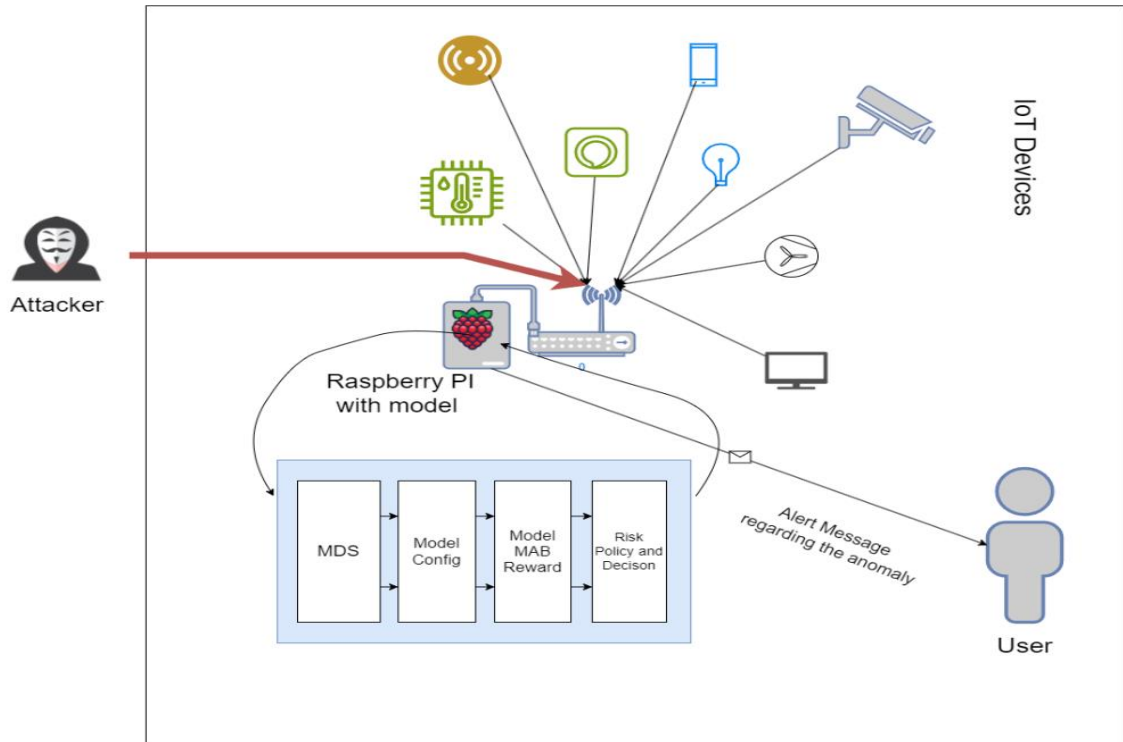 IoT Devices
Attacker
Raspberry PI
with model
MDS
Model
Config
Model
MAB
Reward
Risk
Policy and
Decison
Alert Message
regarding the anomaly
User